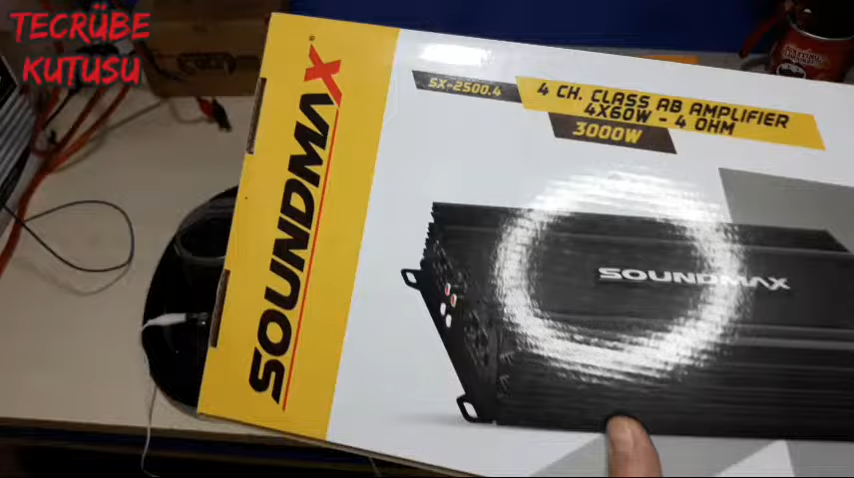 TECRÜBE
KUTUSU
SOUNDMAX
SX-2500.4
4 CH. CLASS AB AMPLIFIER
4X60W - 4 OHM
3000W
SOUNDMAX